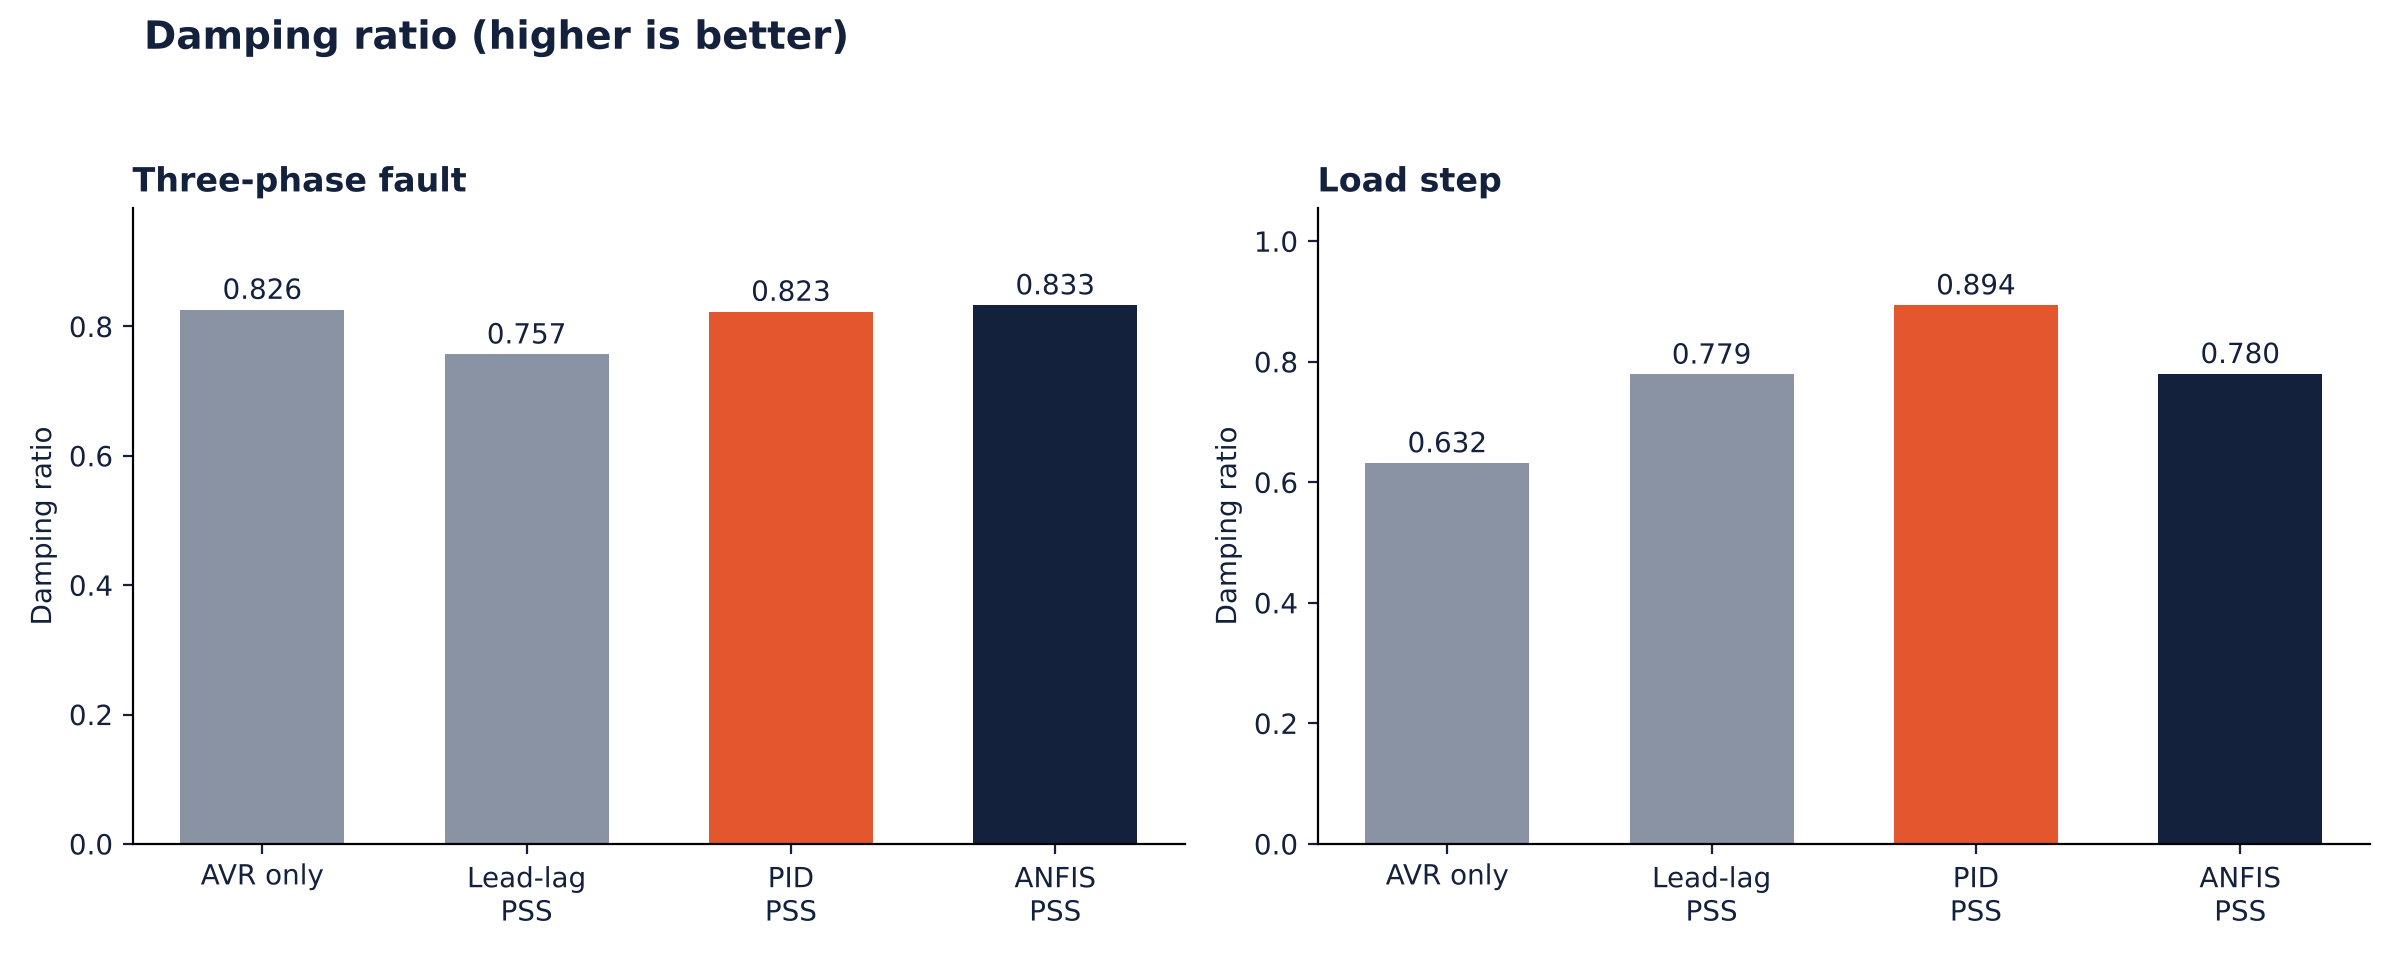 Damping ratio (higher is better)
Three-phase fault
Damping ratio
0.8
0.6
0.4
0.2
0.0
0.826
0.757
0.823
0.833
AVR only
Lead-lag
PSS
PID
PSS
ANFIS
PSS
Load step
Damping ratio
1.0
0.8
0.6
0.4
0.2
0.0
0.632
0.779
0.894
0.780
AVR only
Lead-lag
PSS
PID
PSS
ANFIS
PSS